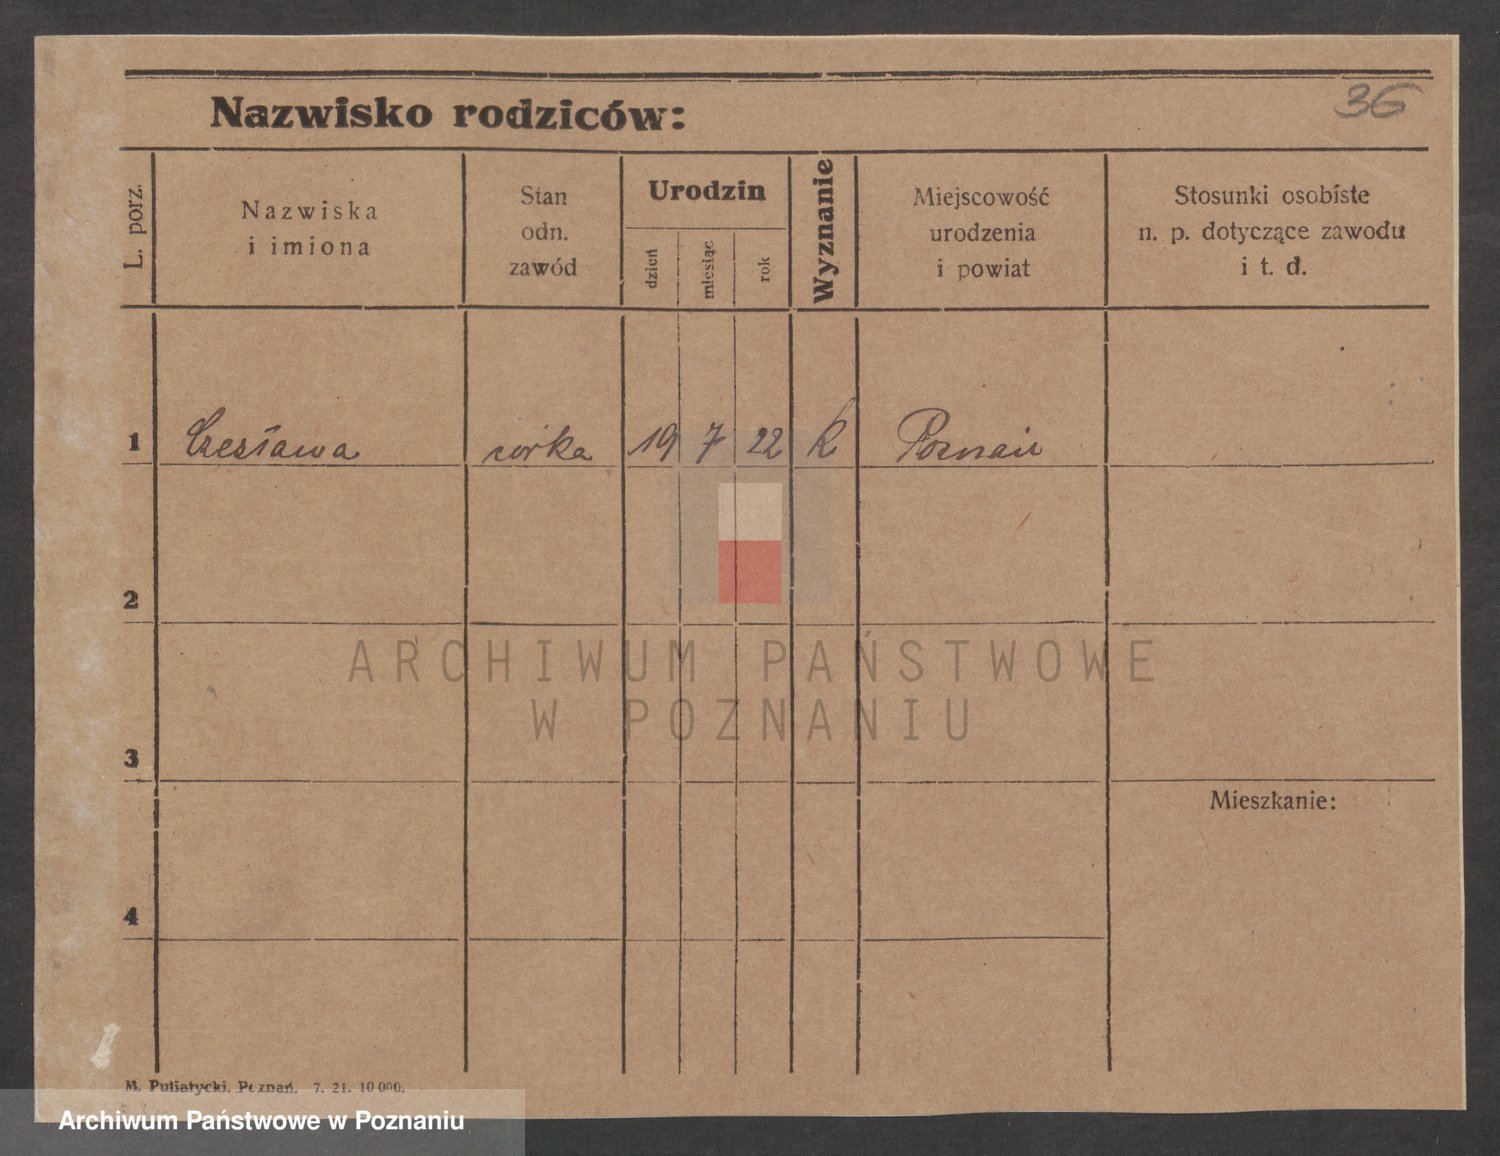 36
Nazwisko rodziców:
L. porz.
Nazwiska
i imiona
Stan
odn.
zawód
Urodzin
dzień
miesiąc
rok
Wyznanie
Miejscowość
urodzenia
i powiat
Stosunki osobiste
n. p. dotyczące zawodu
i t. d.
1 Czesława córka 19 7 22 k Poznań
2
ARCHIWUM PAŃSTWOWE
W POZNANIU
3
Mieszkanie:
4
M. Putiatycki. Poznań. 7. 21. 10 000.
Archiwum Państwowe w Poznaniu